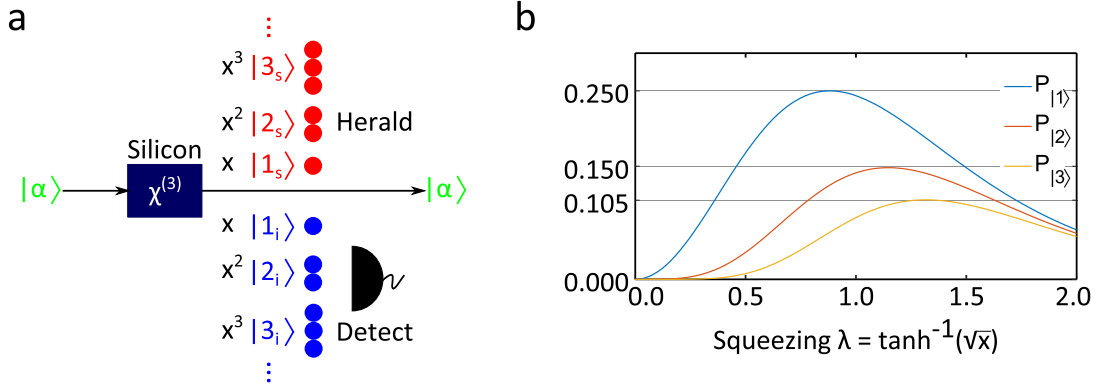 a
⋮
x³ |3ₛ⟩
x² |2ₛ⟩ Herald
Silicon
x |1ₛ⟩
|α⟩ χ⁽³⁾ |α⟩
x |1ᵢ⟩
x² |2ᵢ⟩
x³ |3ᵢ⟩ Detect
⋮
b
P|1⟩
P|2⟩
P|3⟩
0.250
0.150
0.105
0.000
0.0 0.5 1.0 1.5 2.0
Squeezing λ = tanh⁻¹(√x)